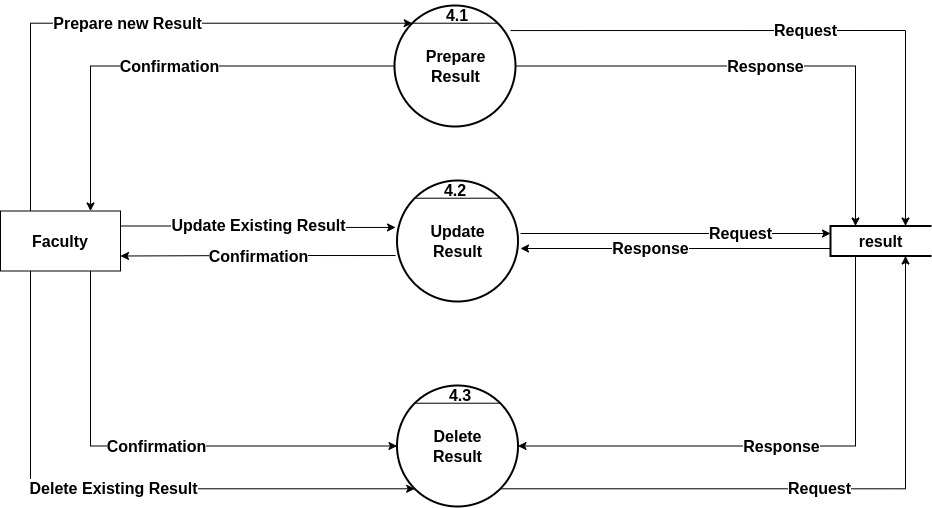 4.1
Prepare new Result
Request
Prepare
Result
Confirmation
Response
4.2
Update Existing Result
Update
Result
Request
Faculty
result
Confirmation
Response
4.3
Delete
Result
Confirmation
Response
Delete Existing Result
Request